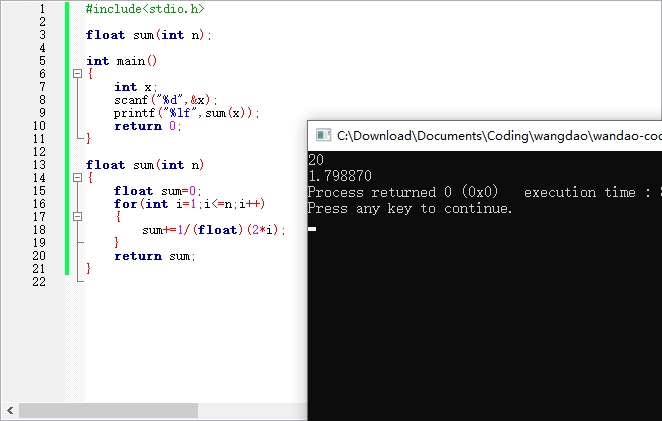 1 #include<stdio.h>
2
3 float sum(int n);
4
5 int main()
6 {
7     int x;
8     scanf("%d",&x);
9     printf("%lf",sum(x));
10     return 0;
11 }
12
13 float sum(int n)
14 {
15     float sum=0;
16     for(int i=1;i<=n;i++)
17     {
18         sum+=1/(float)(2*i);
19     }
20     return sum;
21 }
22
C:\Download\Documents\Coding\wangdao\wandao-cod
20
1.798870
Process returned 0 (0x0)   execution time :
Press any key to continue.